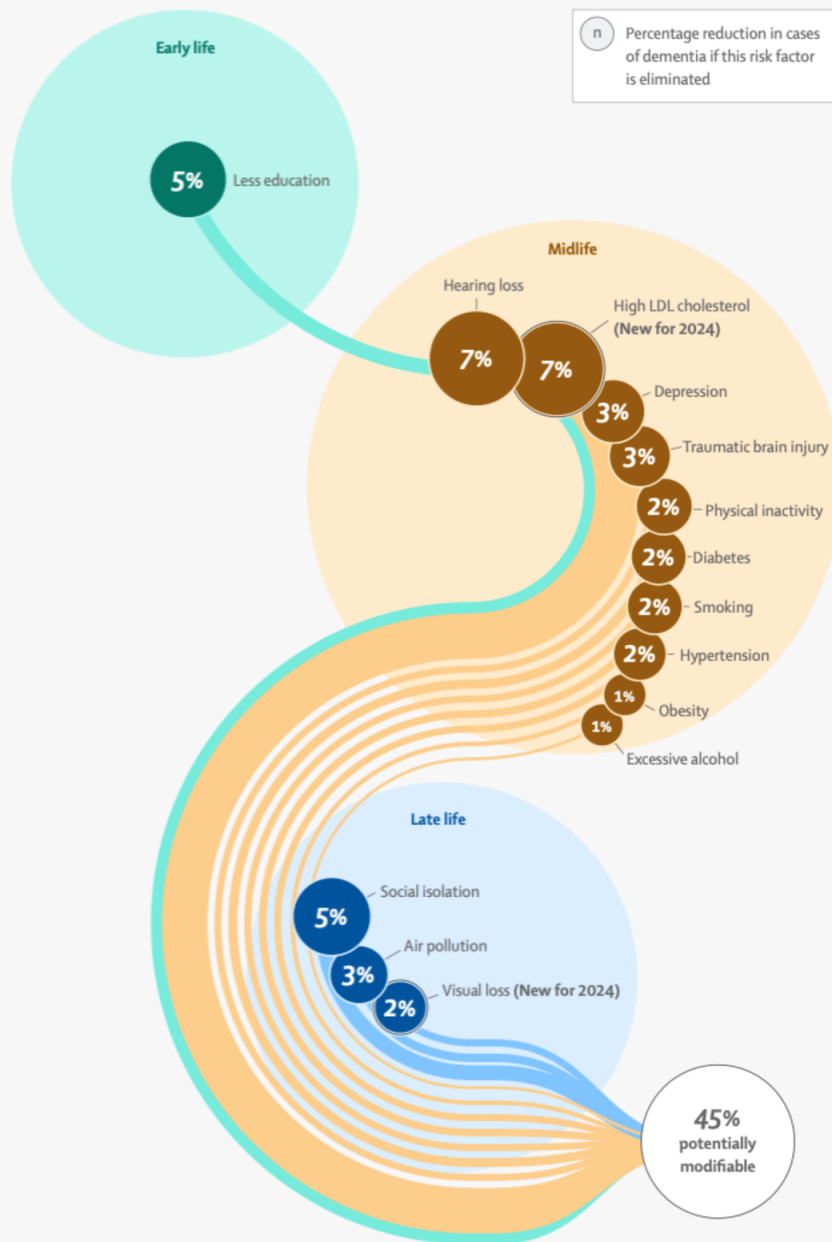 n
Percentage reduction in cases
of dementia if this risk factor
is eliminated
Early life
5%
Less education
Midlife
Hearing loss
7%
High LDL cholesterol
(New for 2024)
7%
Depression
3%
Traumatic brain injury
3%
Physical inactivity
2%
Diabetes
2%
Smoking
2%
Hypertension
2%
Obesity
1%
Excessive alcohol
1%
Late life
Social isolation
5%
Air pollution
3%
Visual loss (New for 2024)
2%
45%
potentially
modifiable